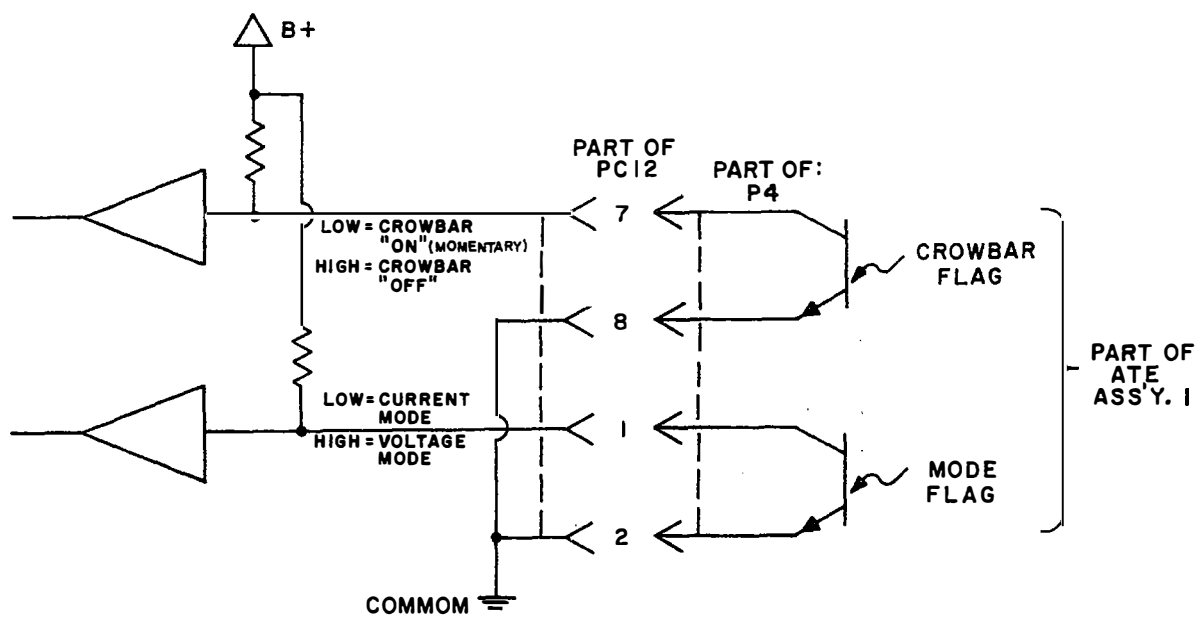 B+
PART OF
PC12
PART OF:
P4
7
LOW = CROWBAR
"ON" (MOMENTARY)
HIGH = CROWBAR
"OFF"
CROWBAR
FLAG
8
PART OF
ATE
ASS'Y. 1
LOW = CURRENT
MODE
1
HIGH = VOLTAGE
MODE
MODE
FLAG
2
COMMOM